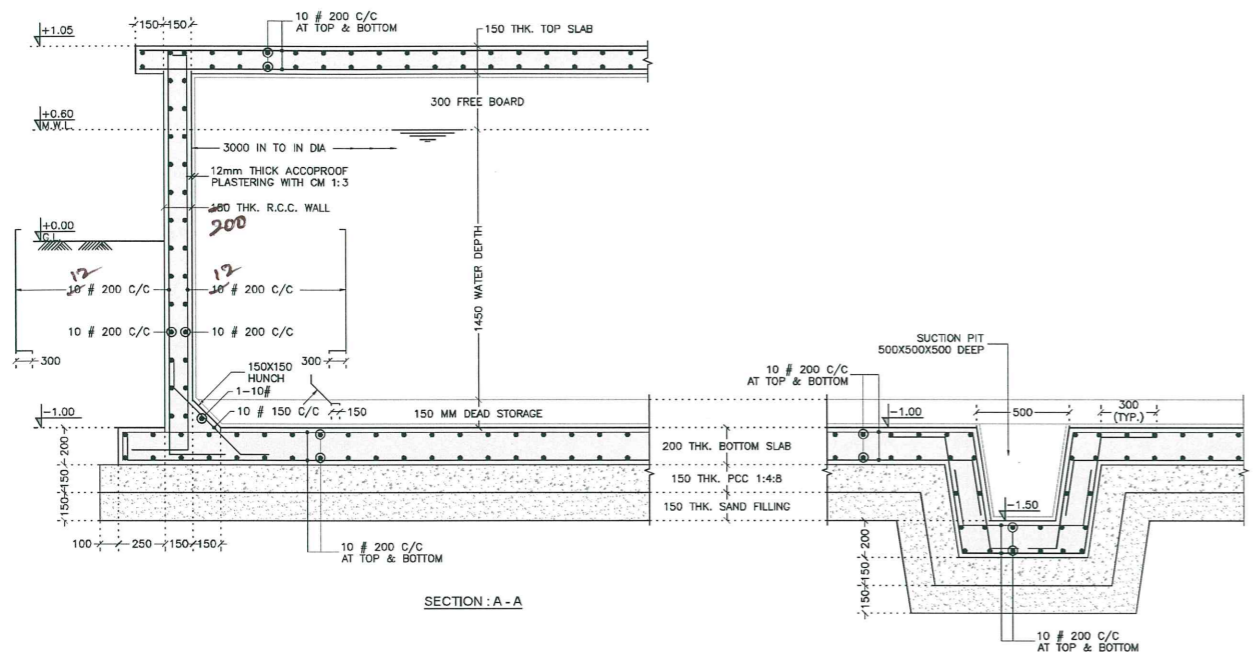 150 150
10 # 200 C/C
AT TOP & BOTTOM
150 THK. TOP SLAB
+1.05
300 FREE BOARD
+0.60
M.W.L.
3000 IN TO IN DIA
12mm THICK ACCOPROOF
PLASTERING WITH CM 1:3
THK. R.C.C. WALL
200
+0.00
G.L.
12
12
10 # 200 C/C
10 # 200 C/C
1450 WATER DEPTH
10 # 200 C/C
10 # 200 C/C
300
300
150X150
HUNCH
1-10#
10 # 150 C/C
150
150 MM DEAD STORAGE
-1.00
200
150
150
200 THK. BOTTOM SLAB
150 THK. PCC 1:4:8
150 THK. SAND FILLING
100 250 150 150
10 # 200 C/C
AT TOP & BOTTOM
SECTION : A - A
SUCTION PIT
500X500X500 DEEP
10 # 200 C/C
AT TOP & BOTTOM
-1.00
500
300
(TYP.)
-1.50
200
150
150
10 # 200 C/C
AT TOP & BOTTOM